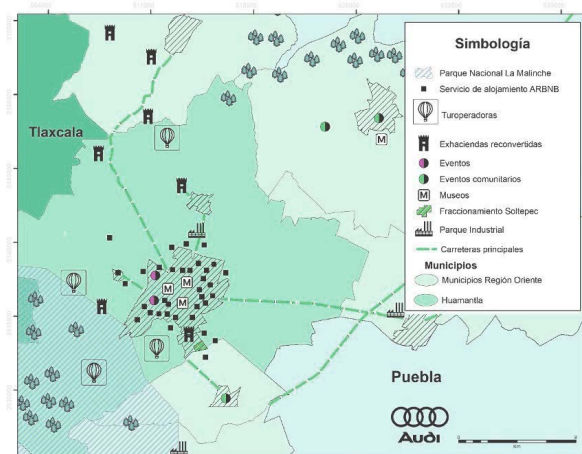 Simbología
Parque Nacional La Malinche
Servicio de alojamiento ARBNB
Turoperadoras
Exhaciendas reconvertidas
Eventos
Eventos comunitarios
M Museos
Fraccionamiento Soltepec
Parque Industrial
Carreteras principales
Municipios
Municipios Región Oriente
Huamantla
Tlaxcala
M
M
M
M
Puebla
Audi
Km